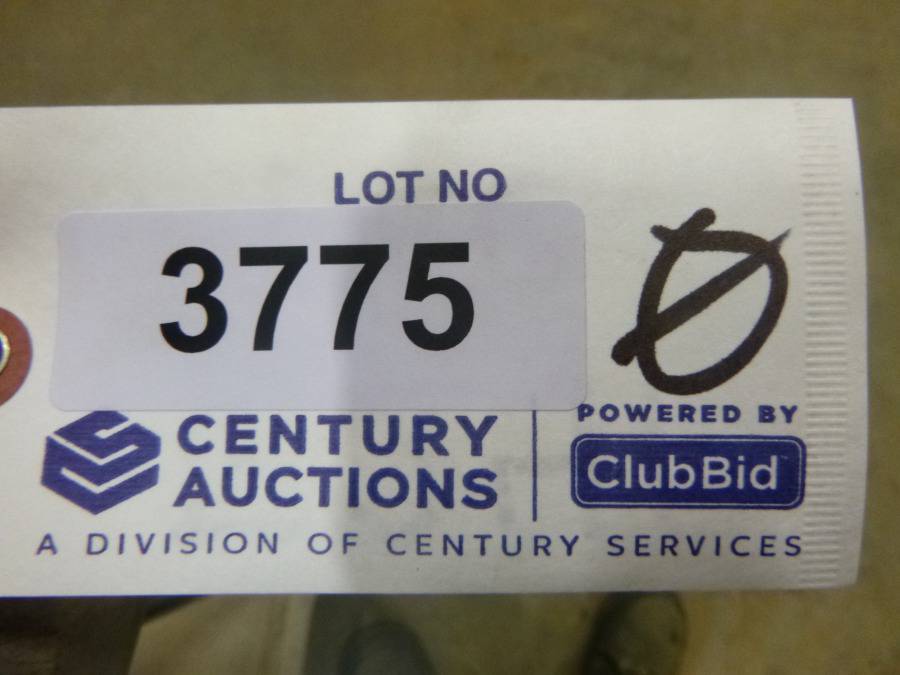 LOT NO
3775
Ø
CENTURY
AUCTIONS
POWERED BY
ClubBid
A DIVISION OF CENTURY SERVICES